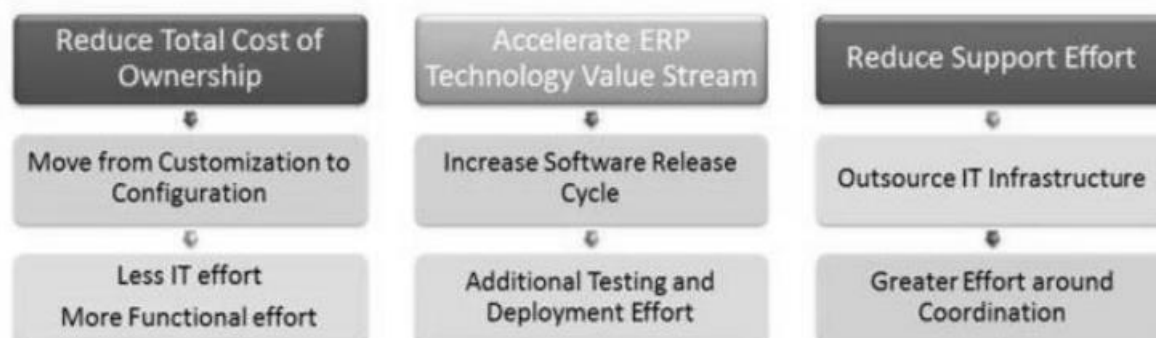 Reduce Total Cost of
Ownership
Move from Customization to
Configuration
Less IT effort
More Functional effort
Accelerate ERP
Technology Value Stream
Increase Software Release
Cycle
Additional Testing and
Deployment Effort
Reduce Support Effort
Outsource IT Infrastructure
Greater Effort around
Coordination